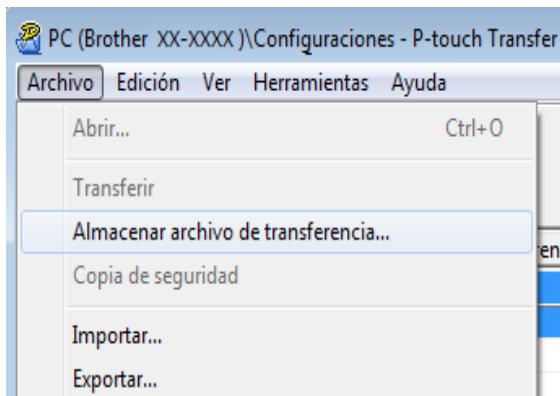 PC (Brother XX-XXXX )\Configuraciones - P-touch Transfer
Archivo Edición Ver Herramientas Ayuda
Abrir... Ctrl+O
Transferir
Almacenar archivo de transferencia...
Copia de seguridad
Importar...
Exportar...